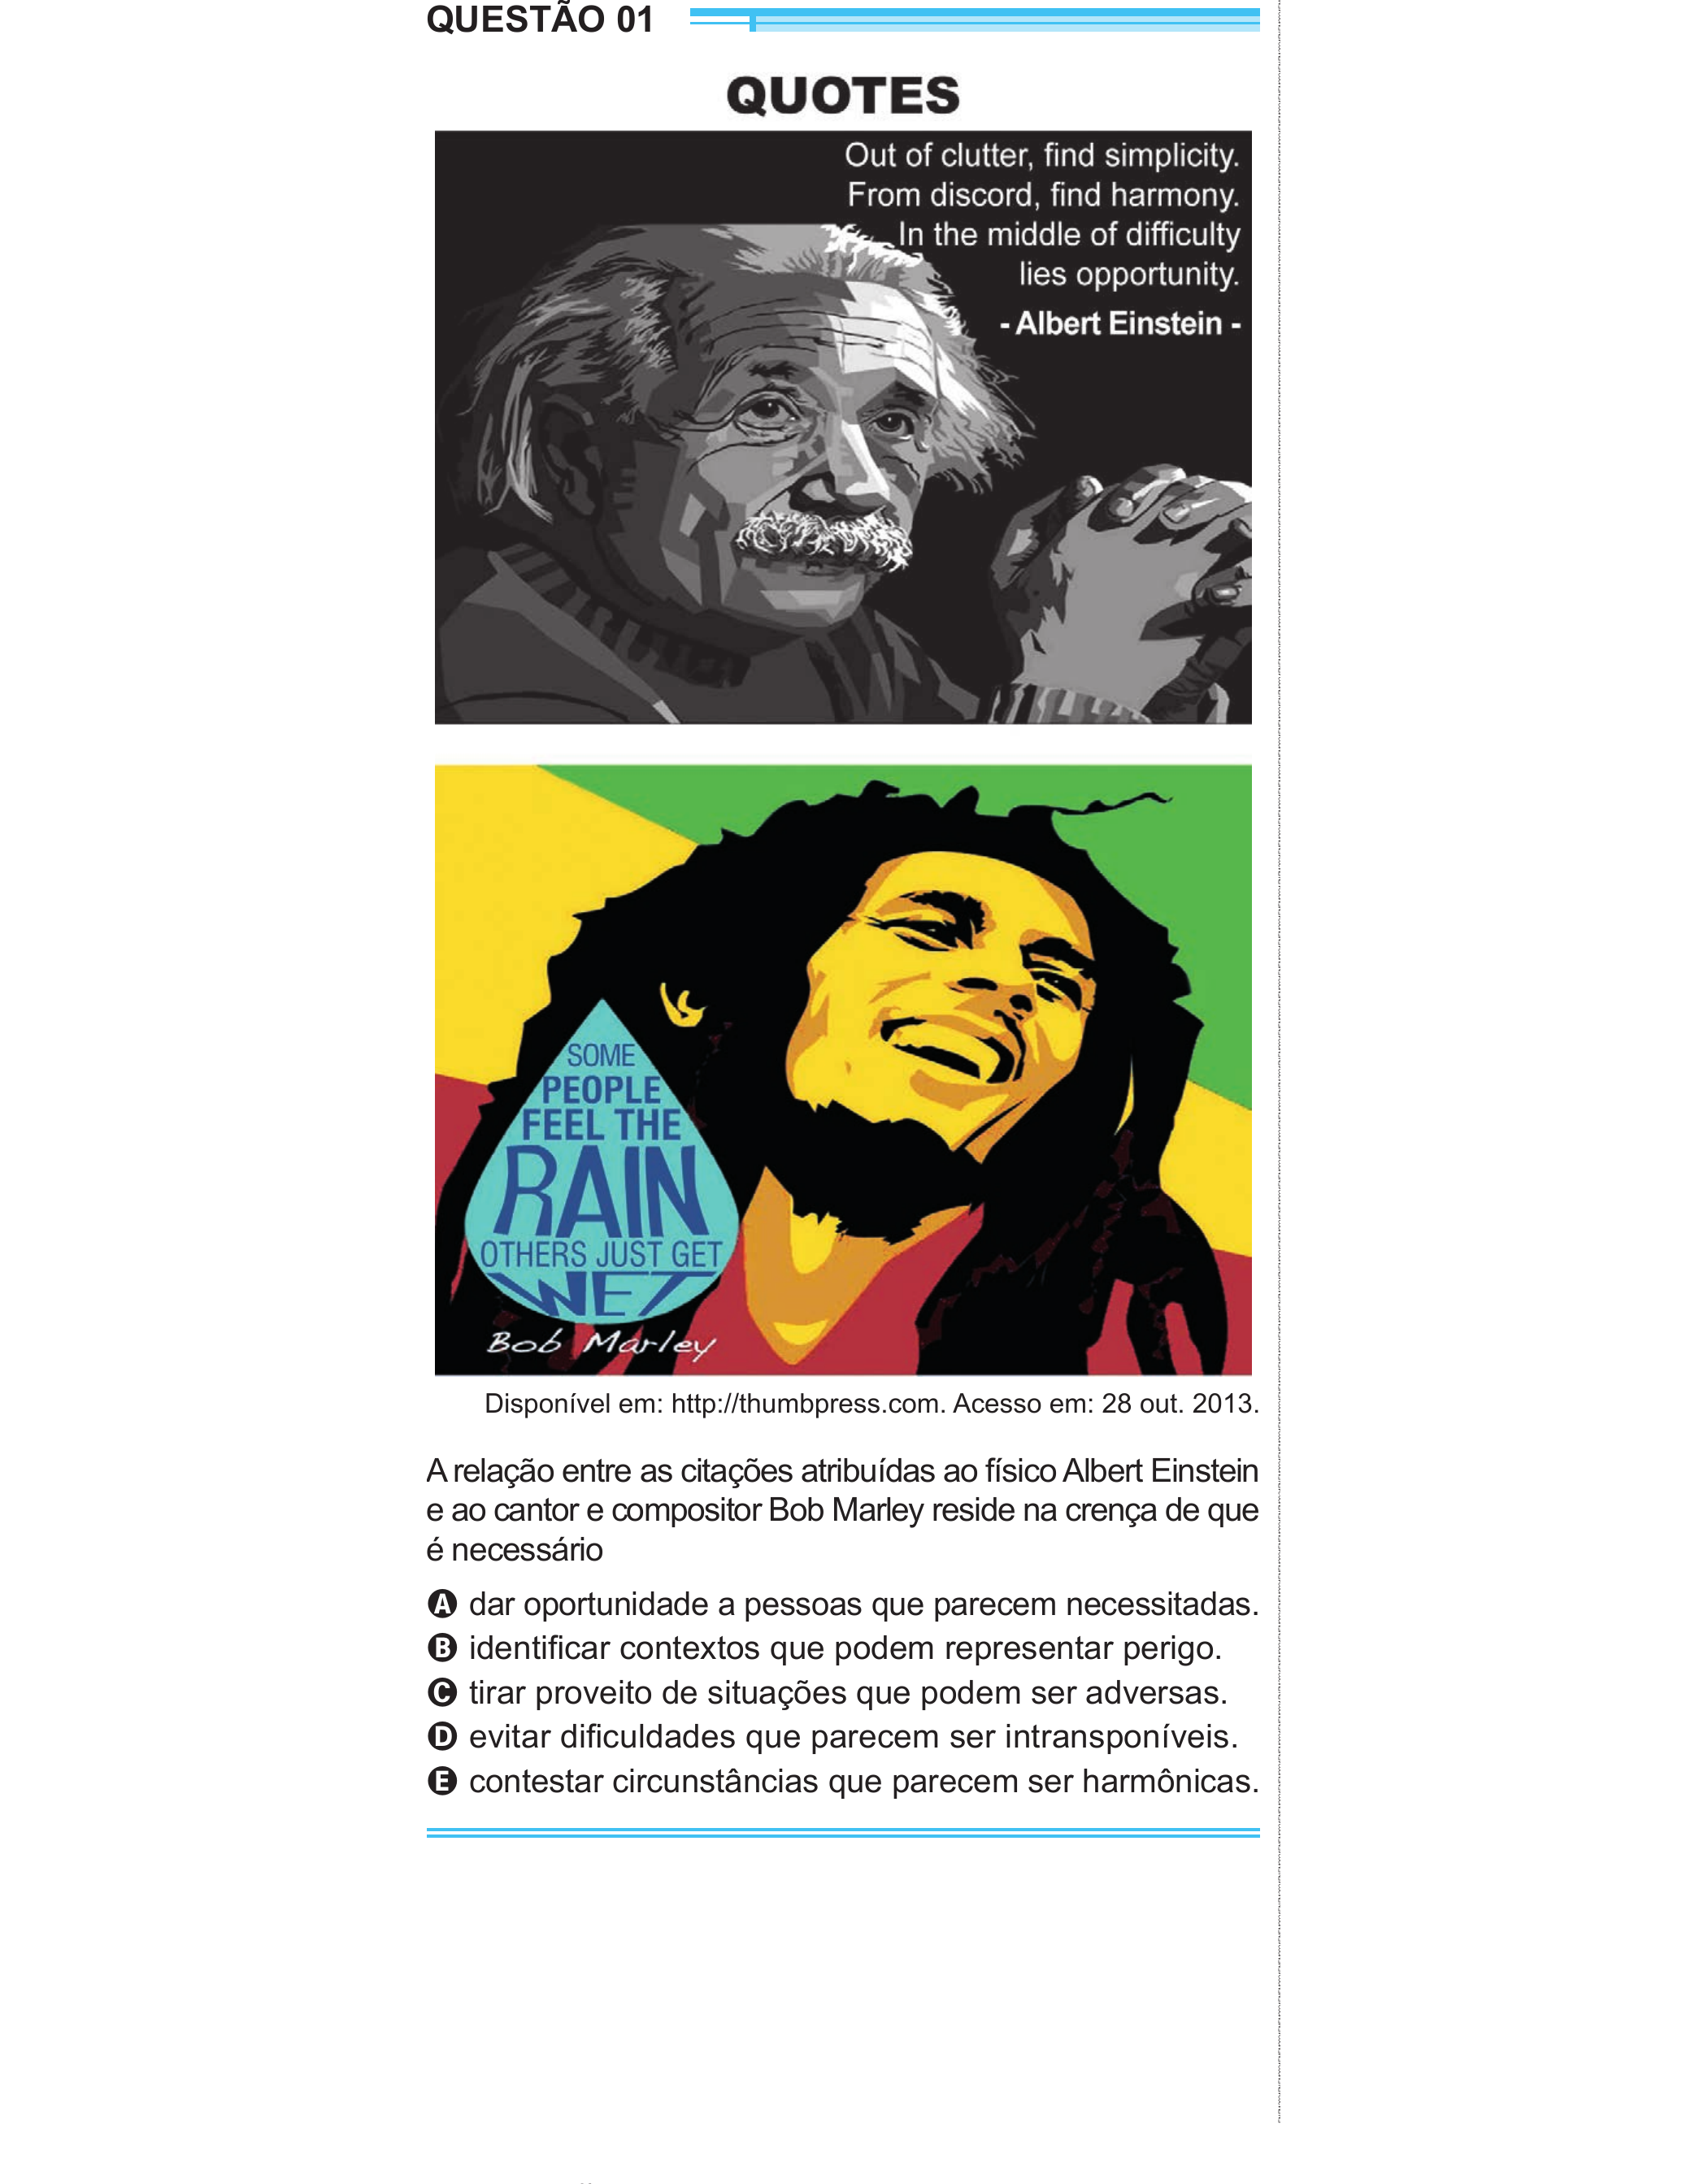 QUESTÃO 01
QUOTES
Out of clutter, find simplicity.
From discord, find harmony.
In the middle of difficulty
lies opportunity.
- Albert Einstein -
SOME
PEOPLE
FEEL THE
RAIN
OTHERS JUST GET
WET
Bob Marley
Disponível em: http://thumbpress.com. Acesso em: 28 out. 2013.
A relação entre as citações atribuídas ao físico Albert Einstein
e ao cantor e compositor Bob Marley reside na crença de que
é necessário
A dar oportunidade a pessoas que parecem necessitadas.
B identificar contextos que podem representar perigo.
C tirar proveito de situações que podem ser adversas.
D evitar dificuldades que parecem ser intransponíveis.
E contestar circunstâncias que parecem ser harmônicas.